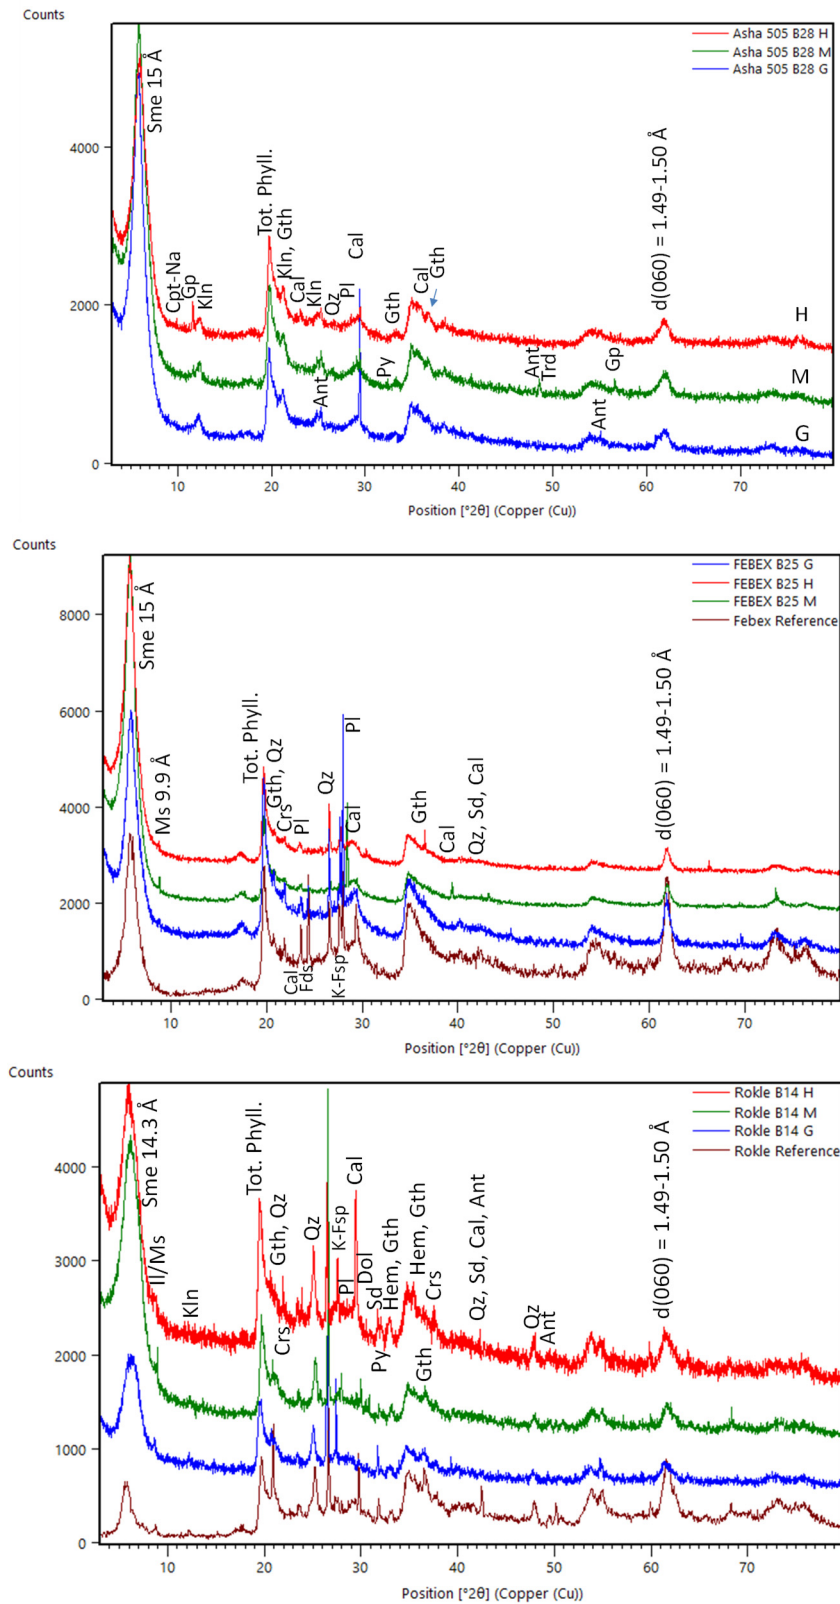 Counts
Asha 505 B28 H
Asha 505 B28 M
Asha 505 B28 G
Sme 15 Å
Cpt-Na
Gp
Kln
Tot. Phyll.
Kln, Gth
Cal
Kln
Qz
Pl
Cal
Gth
Cal
Gth
d(060) = 1.49-1.50 Å
H
Ant
Py
Ant
Trd
Gp
M
Ant
G
4000
2000
0
10
20
30
40
50
60
70
Position [°2θ] (Copper (Cu))
Counts
FEBEX B25 G
FEBEX B25 H
FEBEX B25 M
Febex Reference
Sme 15 Å
Ms 9.9 Å
Tot. Phyll.
Gth, Qz
Crs
Pl
Qz
Pl
Cal
Gth
Cal
Qz, Sd, Cal
d(060) = 1.49-1.50 Å
Cal
Fds
K-Fsp
8000
6000
4000
2000
0
10
20
30
40
50
60
70
Position [°2θ] (Copper (Cu))
Counts
Rokle B14 H
Rokle B14 M
Rokle B14 G
Rokle Reference
Sme 14.3 Å
Il/Ms
Kln
Tot. Phyll.
Gth, Qz
Crs
Qz
K-Fsp
Pl
Cal
Dol
Sd
Py
Hem, Gth
Hem, Gth
Crs
Gth
Qz, Sd, Cal, Ant
Qz
Ant
d(060) = 1.49-1.50 Å
4000
3000
2000
1000
0
10
20
30
40
50
60
70
Position [°2θ] (Copper (Cu))